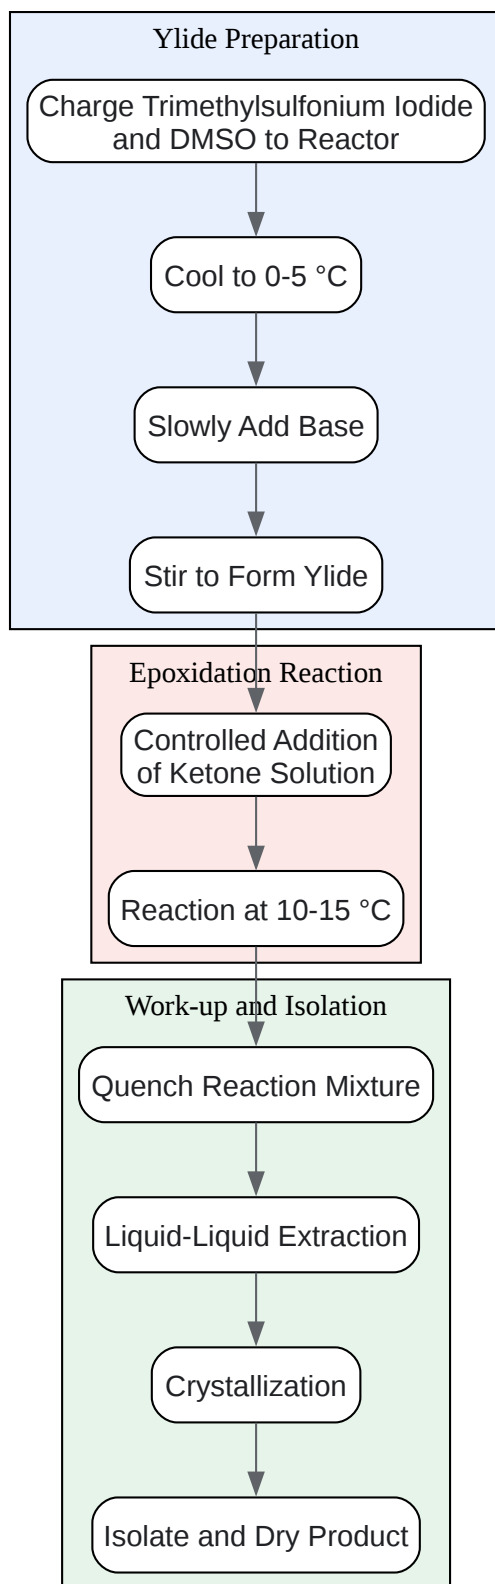 Ylide Preparation
Charge Trimethylsulfonium Iodide
and DMSO to Reactor
Cool to 0-5 °C
Slowly Add Base
Stir to Form Ylide
Epoxidation Reaction
Controlled Addition
of Ketone Solution
Reaction at 10-15 °C
Work-up and Isolation
Quench Reaction Mixture
Liquid-Liquid Extraction
Crystallization
Isolate and Dry Product